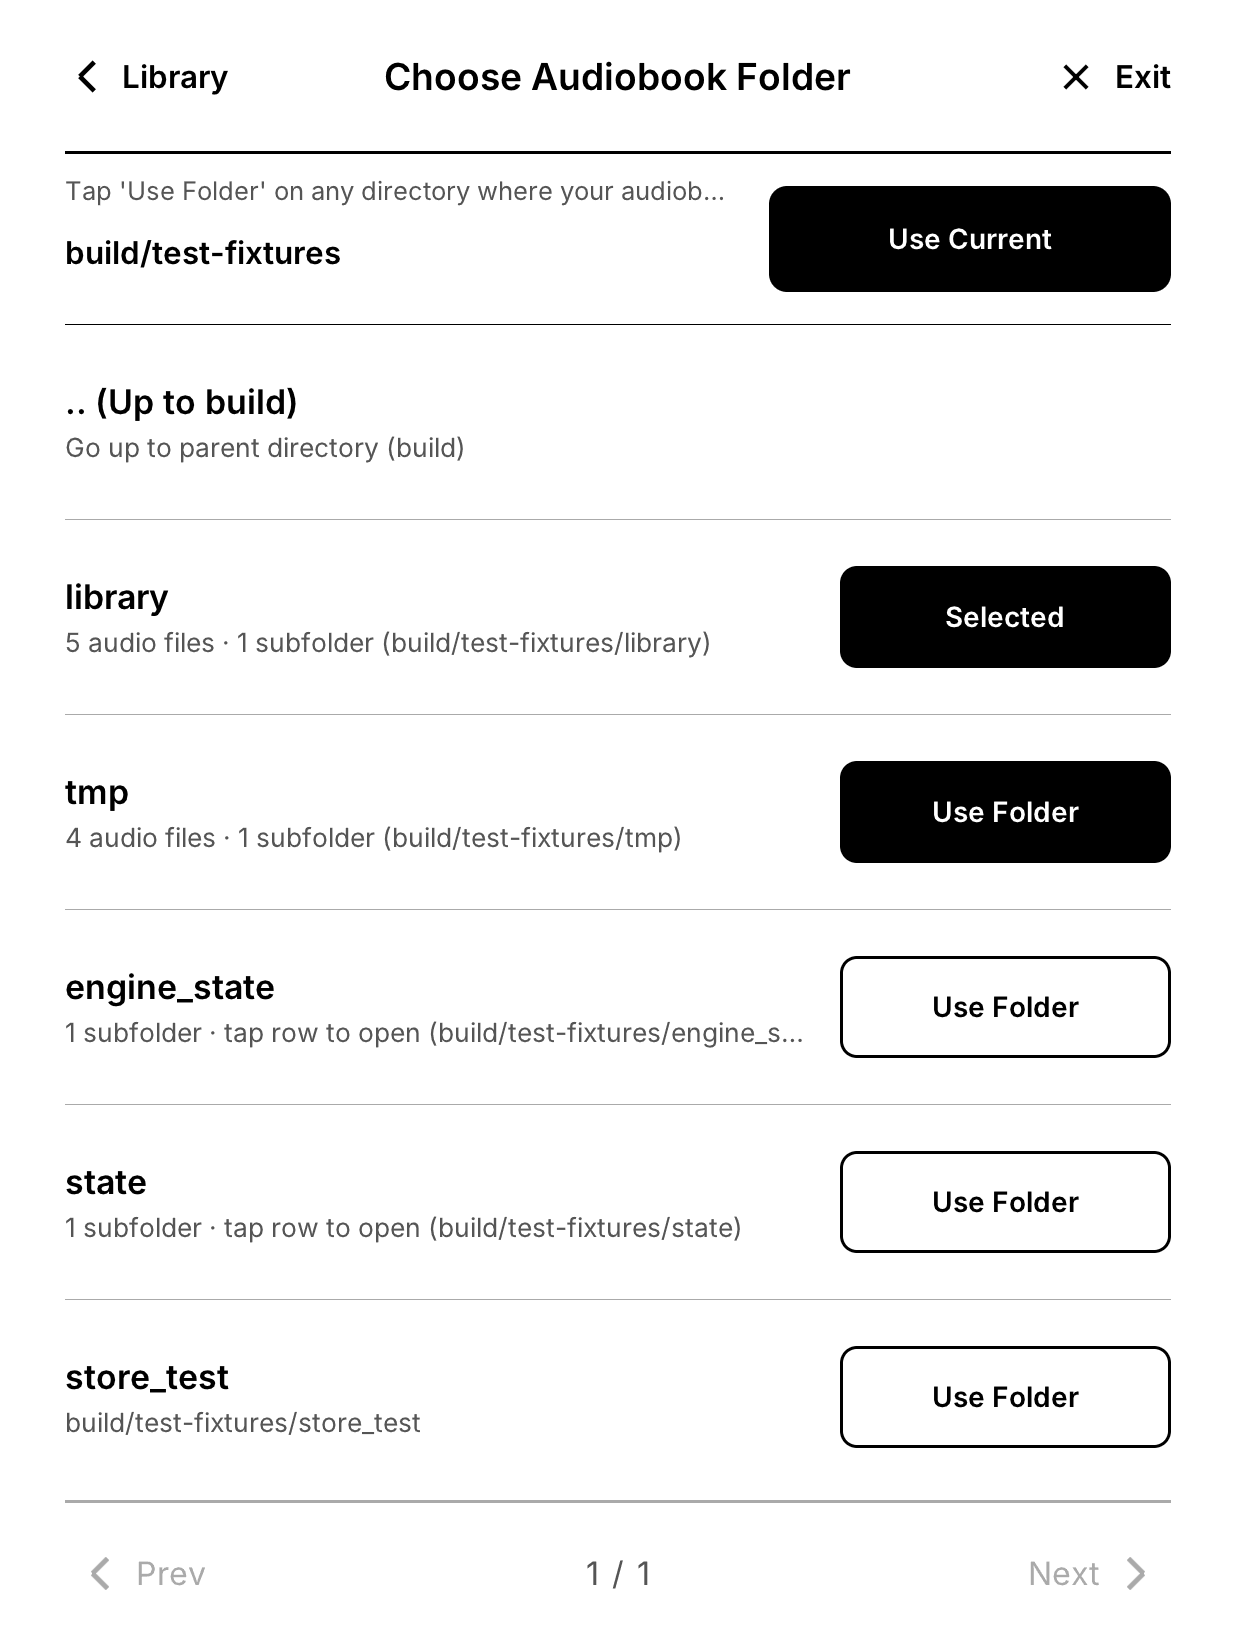 Library
Choose Audiobook Folder
Exit
Tap 'Use Folder' on any directory where your audiob...
build/test-fixtures
Use Current
.. (Up to build)
Go up to parent directory (build)
library
5 audio files · 1 subfolder (build/test-fixtures/library)
Selected
tmp
4 audio files · 1 subfolder (build/test-fixtures/tmp)
Use Folder
engine_state
1 subfolder · tap row to open (build/test-fixtures/engine_s...
Use Folder
state
1 subfolder · tap row to open (build/test-fixtures/state)
Use Folder
store_test
build/test-fixtures/store_test
Use Folder
Prev
1 / 1
Next